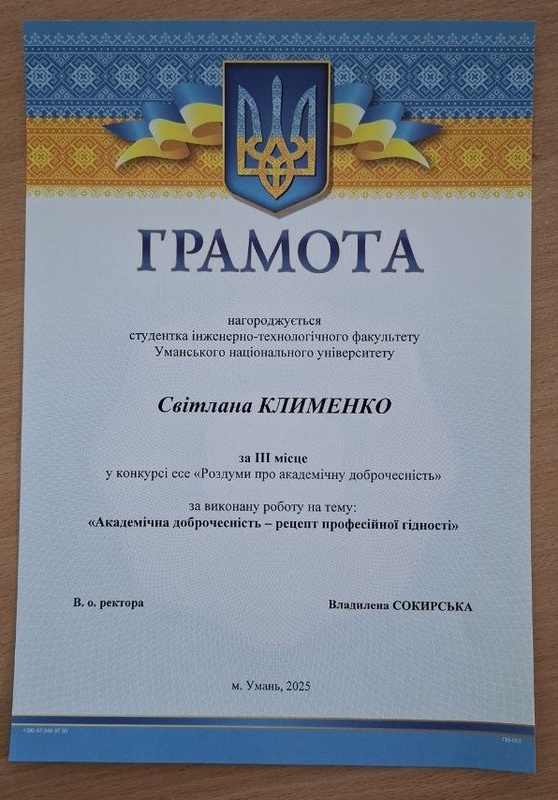 ГРАМОТА
нагороджується
студентка інженерно-технологічного факультету
Уманського національного університету
Світлана КЛИМЕНКО
за ІІІ місце
у конкурсі есе «Роздуми про академічну доброчесність»
за виконану роботу на тему:
«Академічна доброчесність – рецепт професійної гідності»
В. о. ректора Владилена СОКИРСЬКА
м. Умань, 2025